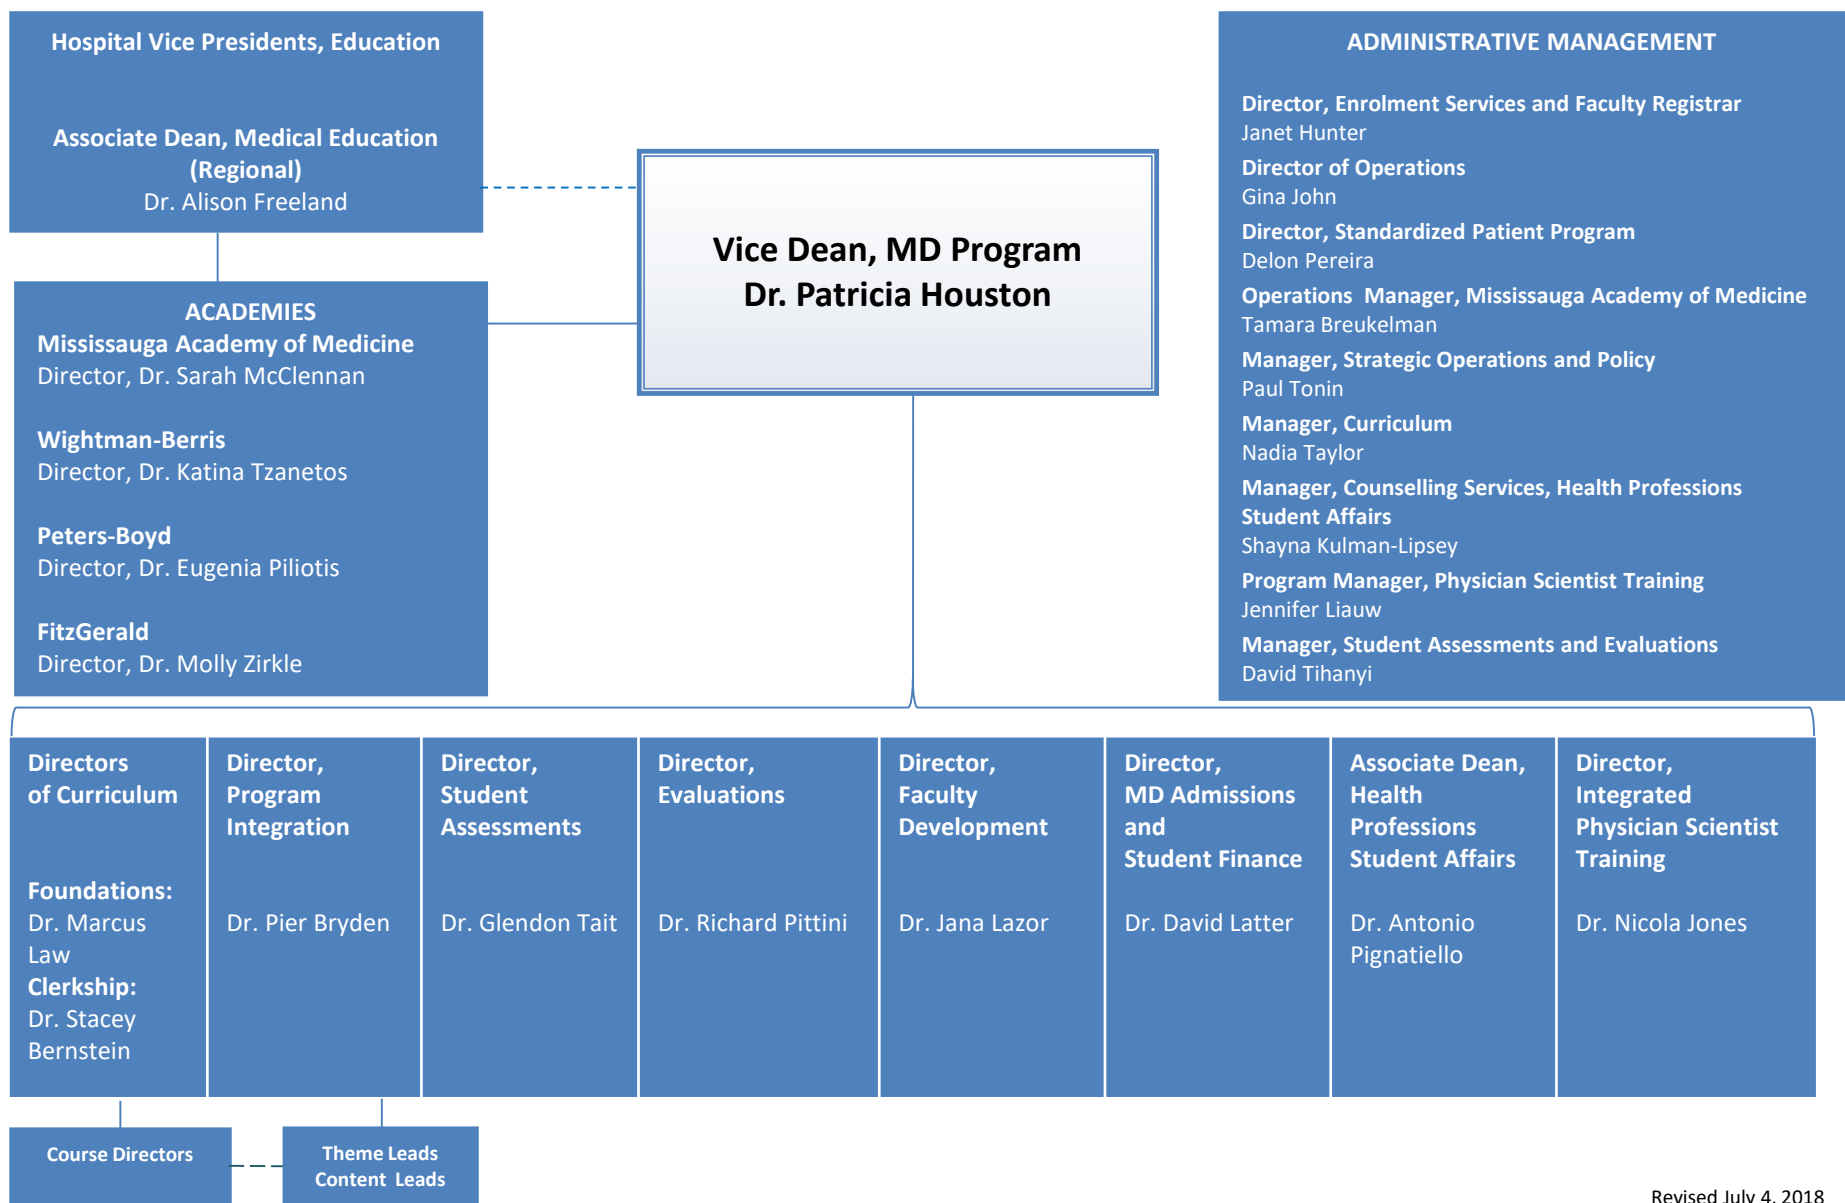 Hospital Vice Presidents, Education
Associate Dean, Medical Education
(Regional)
Dr. Alison Freeland
ACADEMIES
Mississauga Academy of Medicine
Director, Dr. Sarah McClennan
Wightman-Berris
Director, Dr. Katina Tzanetos
Peters-Boyd
Director, Dr. Eugenia Piliotis
FitzGerald
Director, Dr. Molly Zirkle
Vice Dean, MD Program
Dr. Patricia Houston
ADMINISTRATIVE MANAGEMENT
Director, Enrolment Services and Faculty Registrar
Janet Hunter
Director of Operations
Gina John
Director, Standardized Patient Program
Delon Pereira
Operations  Manager, Mississauga Academy of Medicine
Tamara Breukelman
Manager, Strategic Operations and Policy
Paul Tonin
Manager, Curriculum
Nadia Taylor
Manager, Counselling Services, Health Professions
Student Affairs
Shayna Kulman-Lipsey
Program Manager, Physician Scientist Training
Jennifer Liauw
Manager, Student Assessments and Evaluations
David Tihanyi
Directors
of Curriculum
Foundations:
Dr. Marcus
Law
Clerkship:
Dr. Stacey
Bernstein
Director,
Program
Integration
Dr. Pier Bryden
Director,
Student
Assessments
Dr. Glendon Tait
Director,
Evaluations
Dr. Richard Pittini
Director,
Faculty
Development
Dr. Jana Lazor
Director,
MD Admissions
and
Student Finance
Dr. David Latter
Associate Dean,
Health
Professions
Student Affairs
Dr. Antonio
Pignatiello
Director,
Integrated
Physician Scientist
Training
Dr. Nicola Jones
Course Directors
Theme Leads
Content  Leads
Revised July 4, 2018